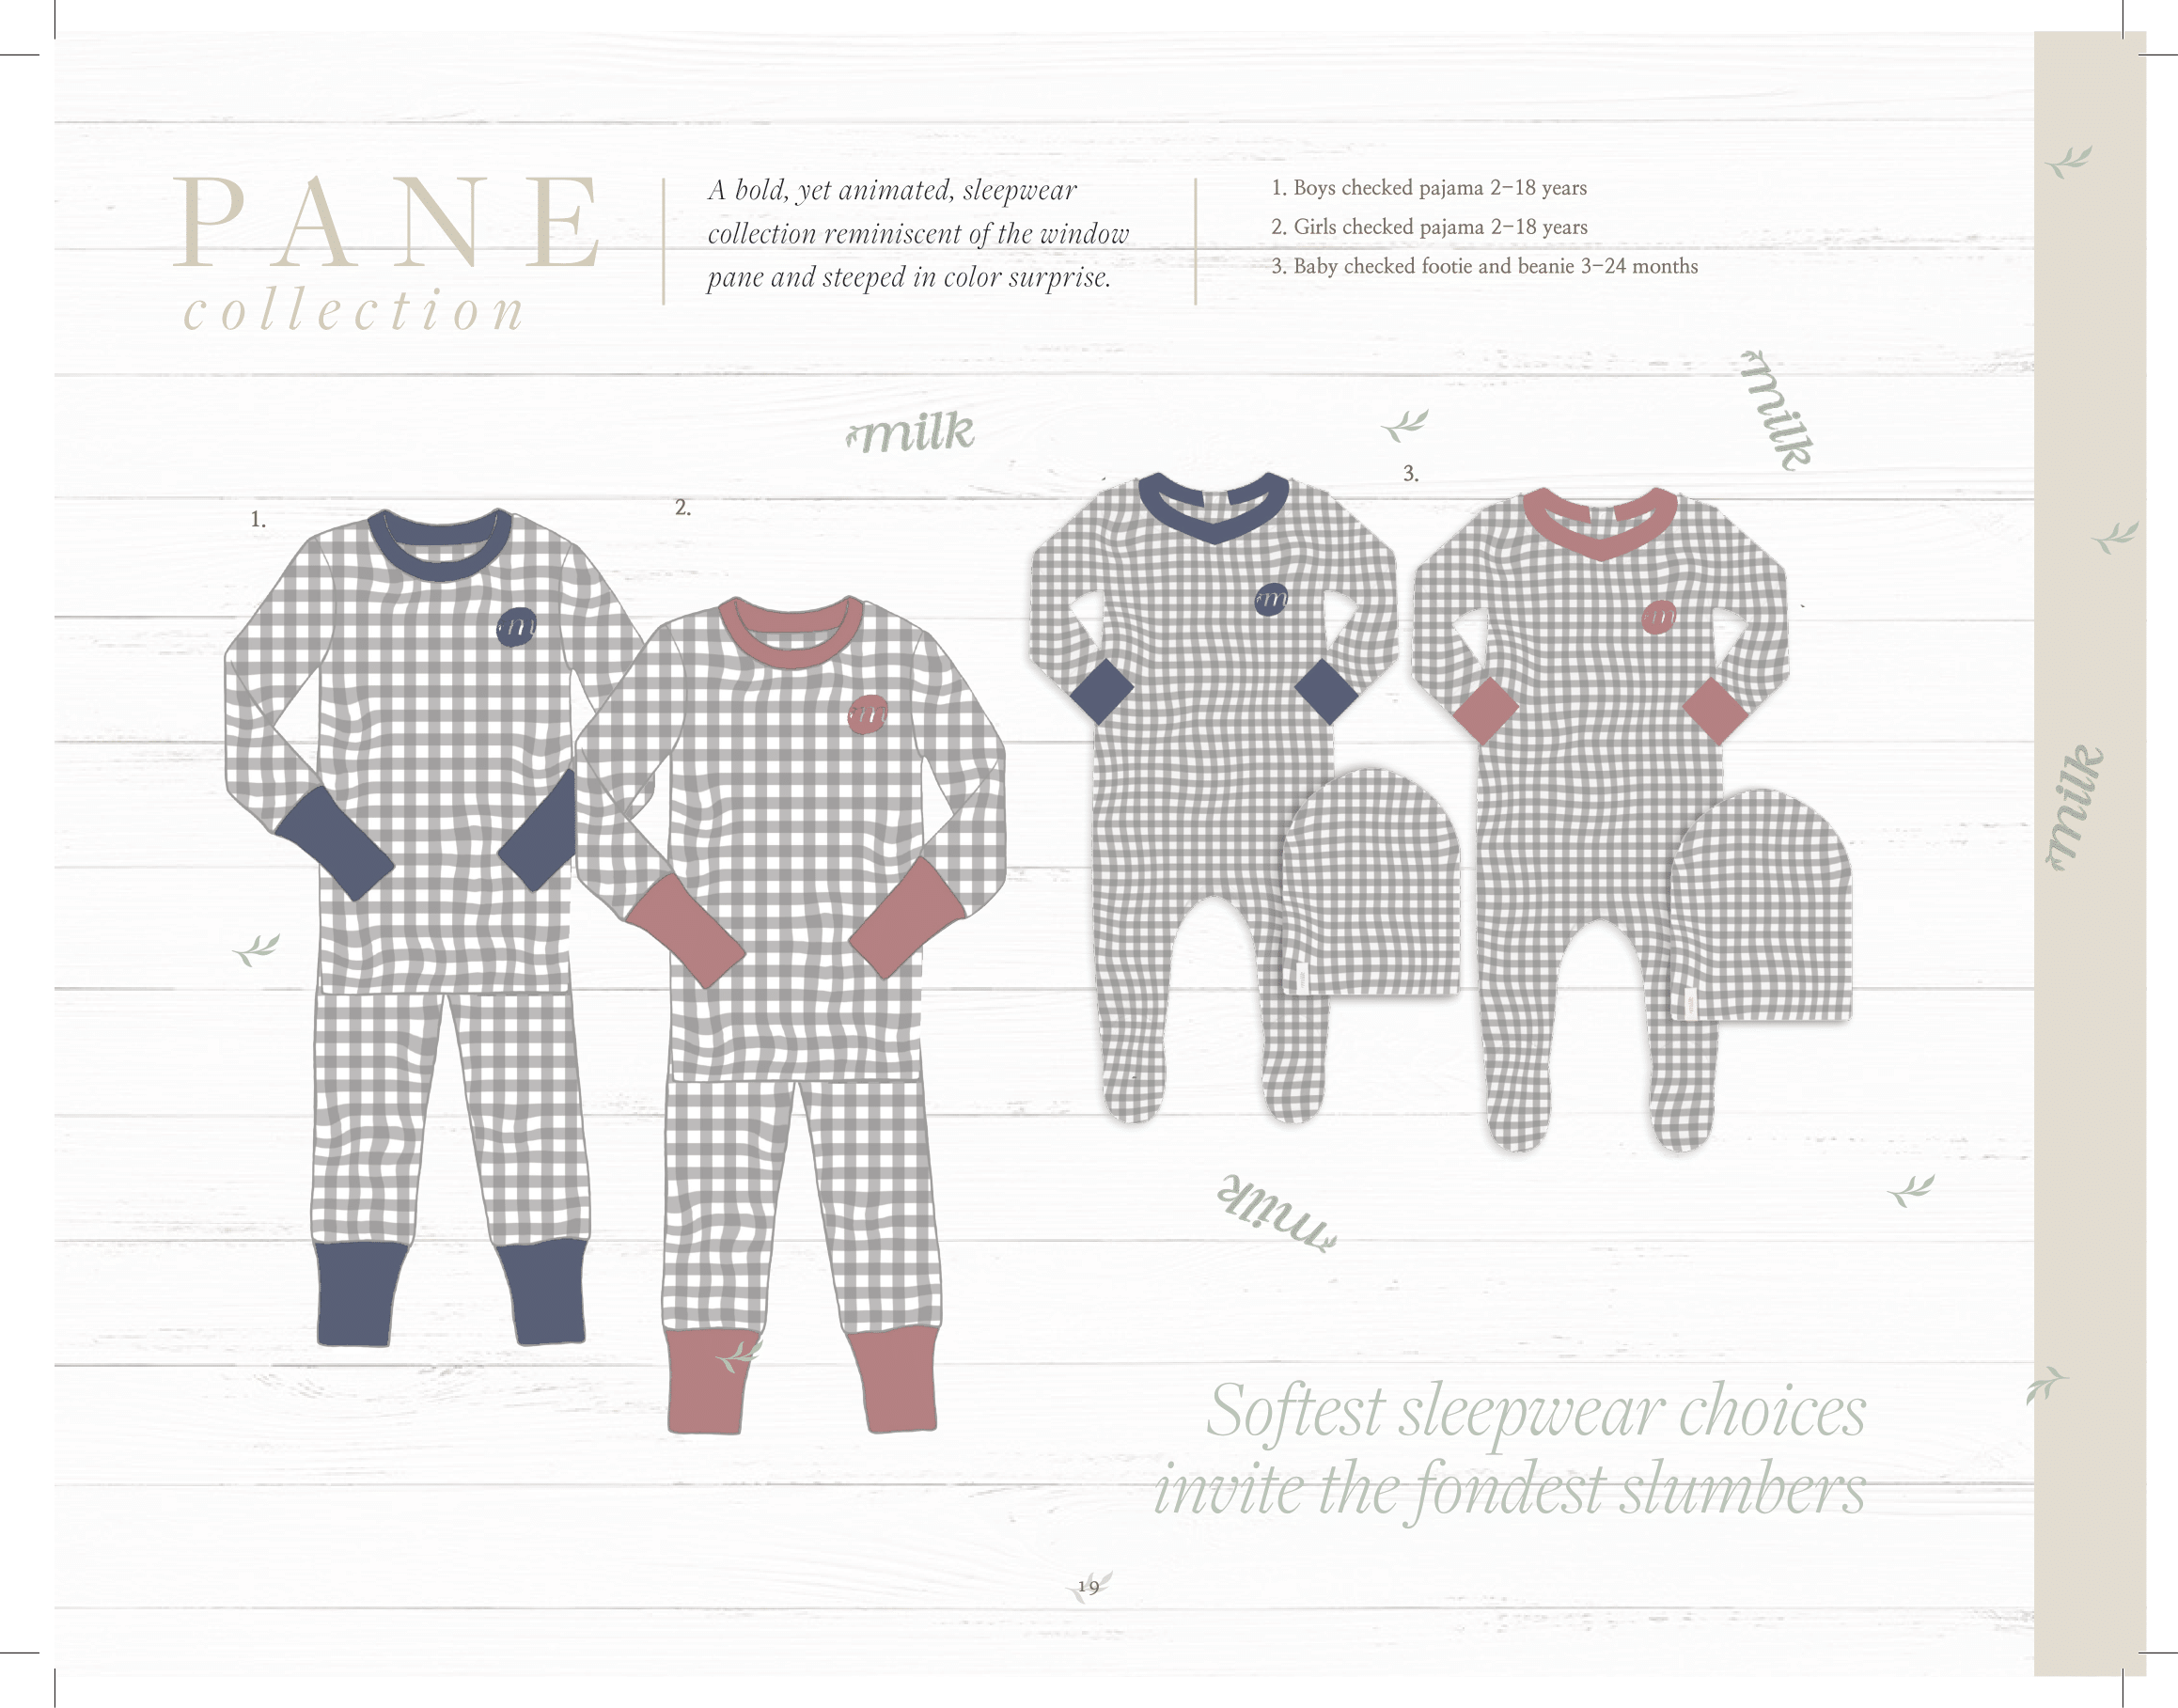 PANE
collection
A bold, yet animated, sleepwear
collection reminiscent of the window
pane and steeped in color surprise.
1. Boys checked pajama 2-18 years
2. Girls checked pajama 2-18 years
3. Baby checked footie and beanie 3-24 months
milk
milk
3.
1.
2.
m
m
m
m
milk
milk
Softest sleepwear choices
invite the fondest slumbers
19